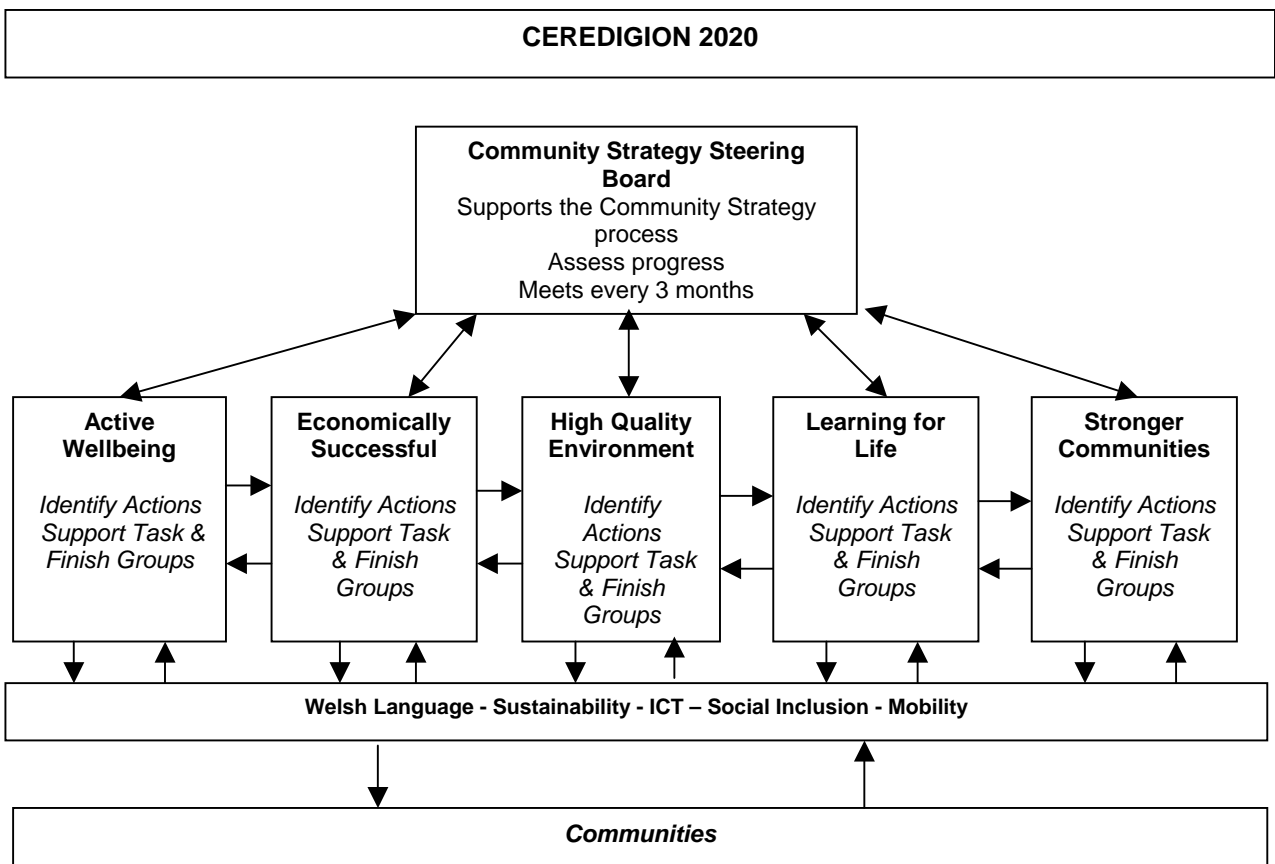 CEREDIGION 2020
Community Strategy Steering
Board
Supports the Community Strategy
process
Assess progress
Meets every 3 months
Active
Wellbeing
Identify Actions
Support Task &
Finish Groups
Economically
Successful
Identify Actions
Support Task
& Finish
Groups
High Quality
Environment
Identify
Actions
Support Task
& Finish
Groups
Learning for
Life
Identify Actions
Support Task
& Finish
Groups
Stronger
Communities
Identify Actions
Support Task
& Finish
Groups
Welsh Language - Sustainability - ICT – Social Inclusion - Mobility
Communities